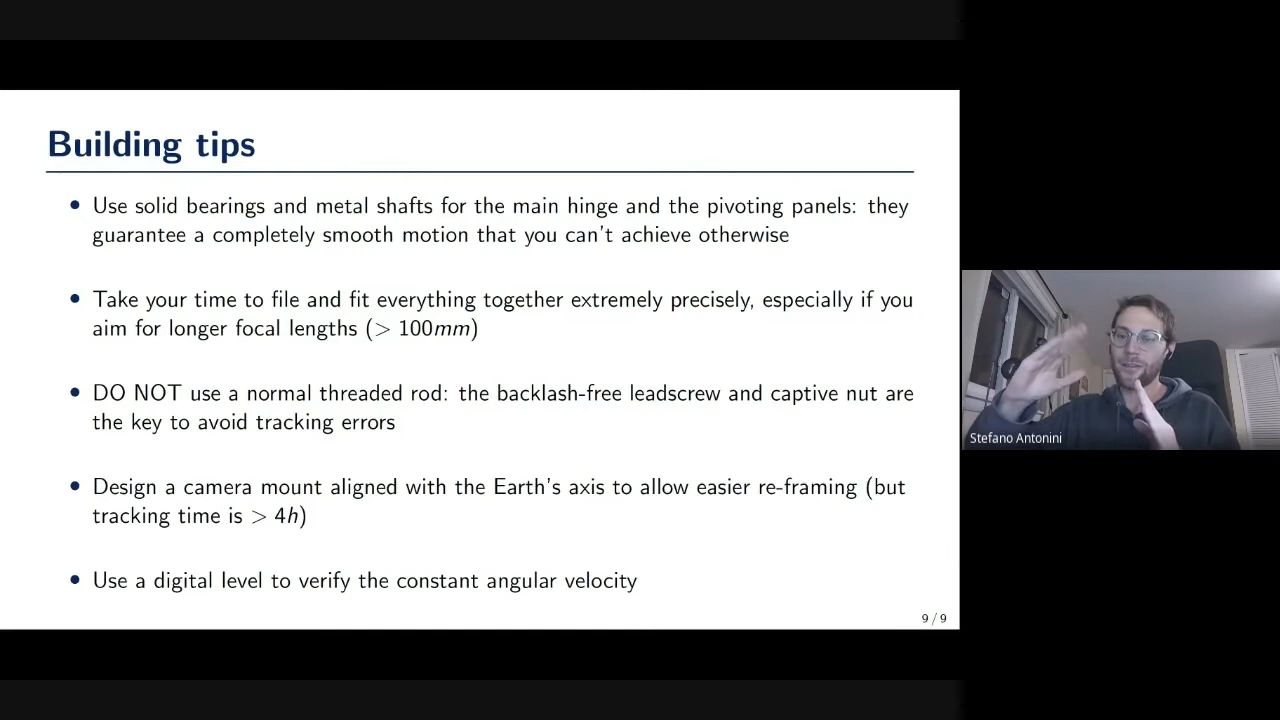 Building tips
• Use solid bearings and metal shafts for the main hinge and the pivoting panels: they
guarantee a completely smooth motion that you can't achieve otherwise
• Take your time to file and fit everything together extremely precisely, especially if you
aim for longer focal lengths (> 100mm)
• DO NOT use a normal threaded rod: the backlash-free leadscrew and captive nut are
the key to avoid tracking errors
• Design a camera mount aligned with the Earth's axis to allow easier re-framing (but
tracking time is > 4h)
• Use a digital level to verify the constant angular velocity
9 / 9
Stefano Antonini